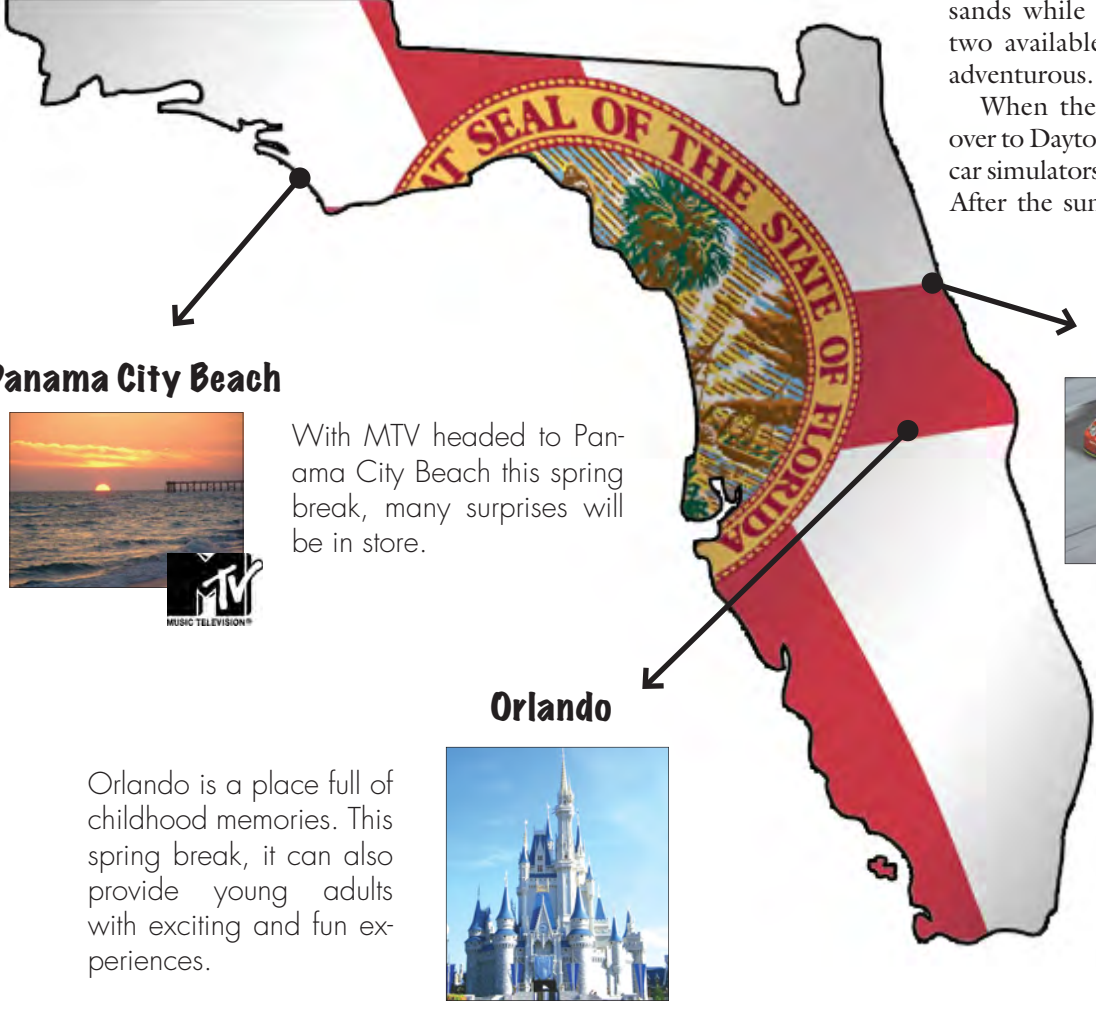 sands while
two available
adventurous.
When the
over to Dayto
car simulators
After the sun
AT SEAL OF THE STATE OF FLORIDA
Panama City Beach
With MTV headed to Pan-
ama City Beach this spring
break, many surprises will
be in store.
MTV
MUSIC TELEVISION®
Orlando
Orlando is a place full of
childhood memories. This
spring break, it can also
provide young adults
with exciting and fun ex-
periences.